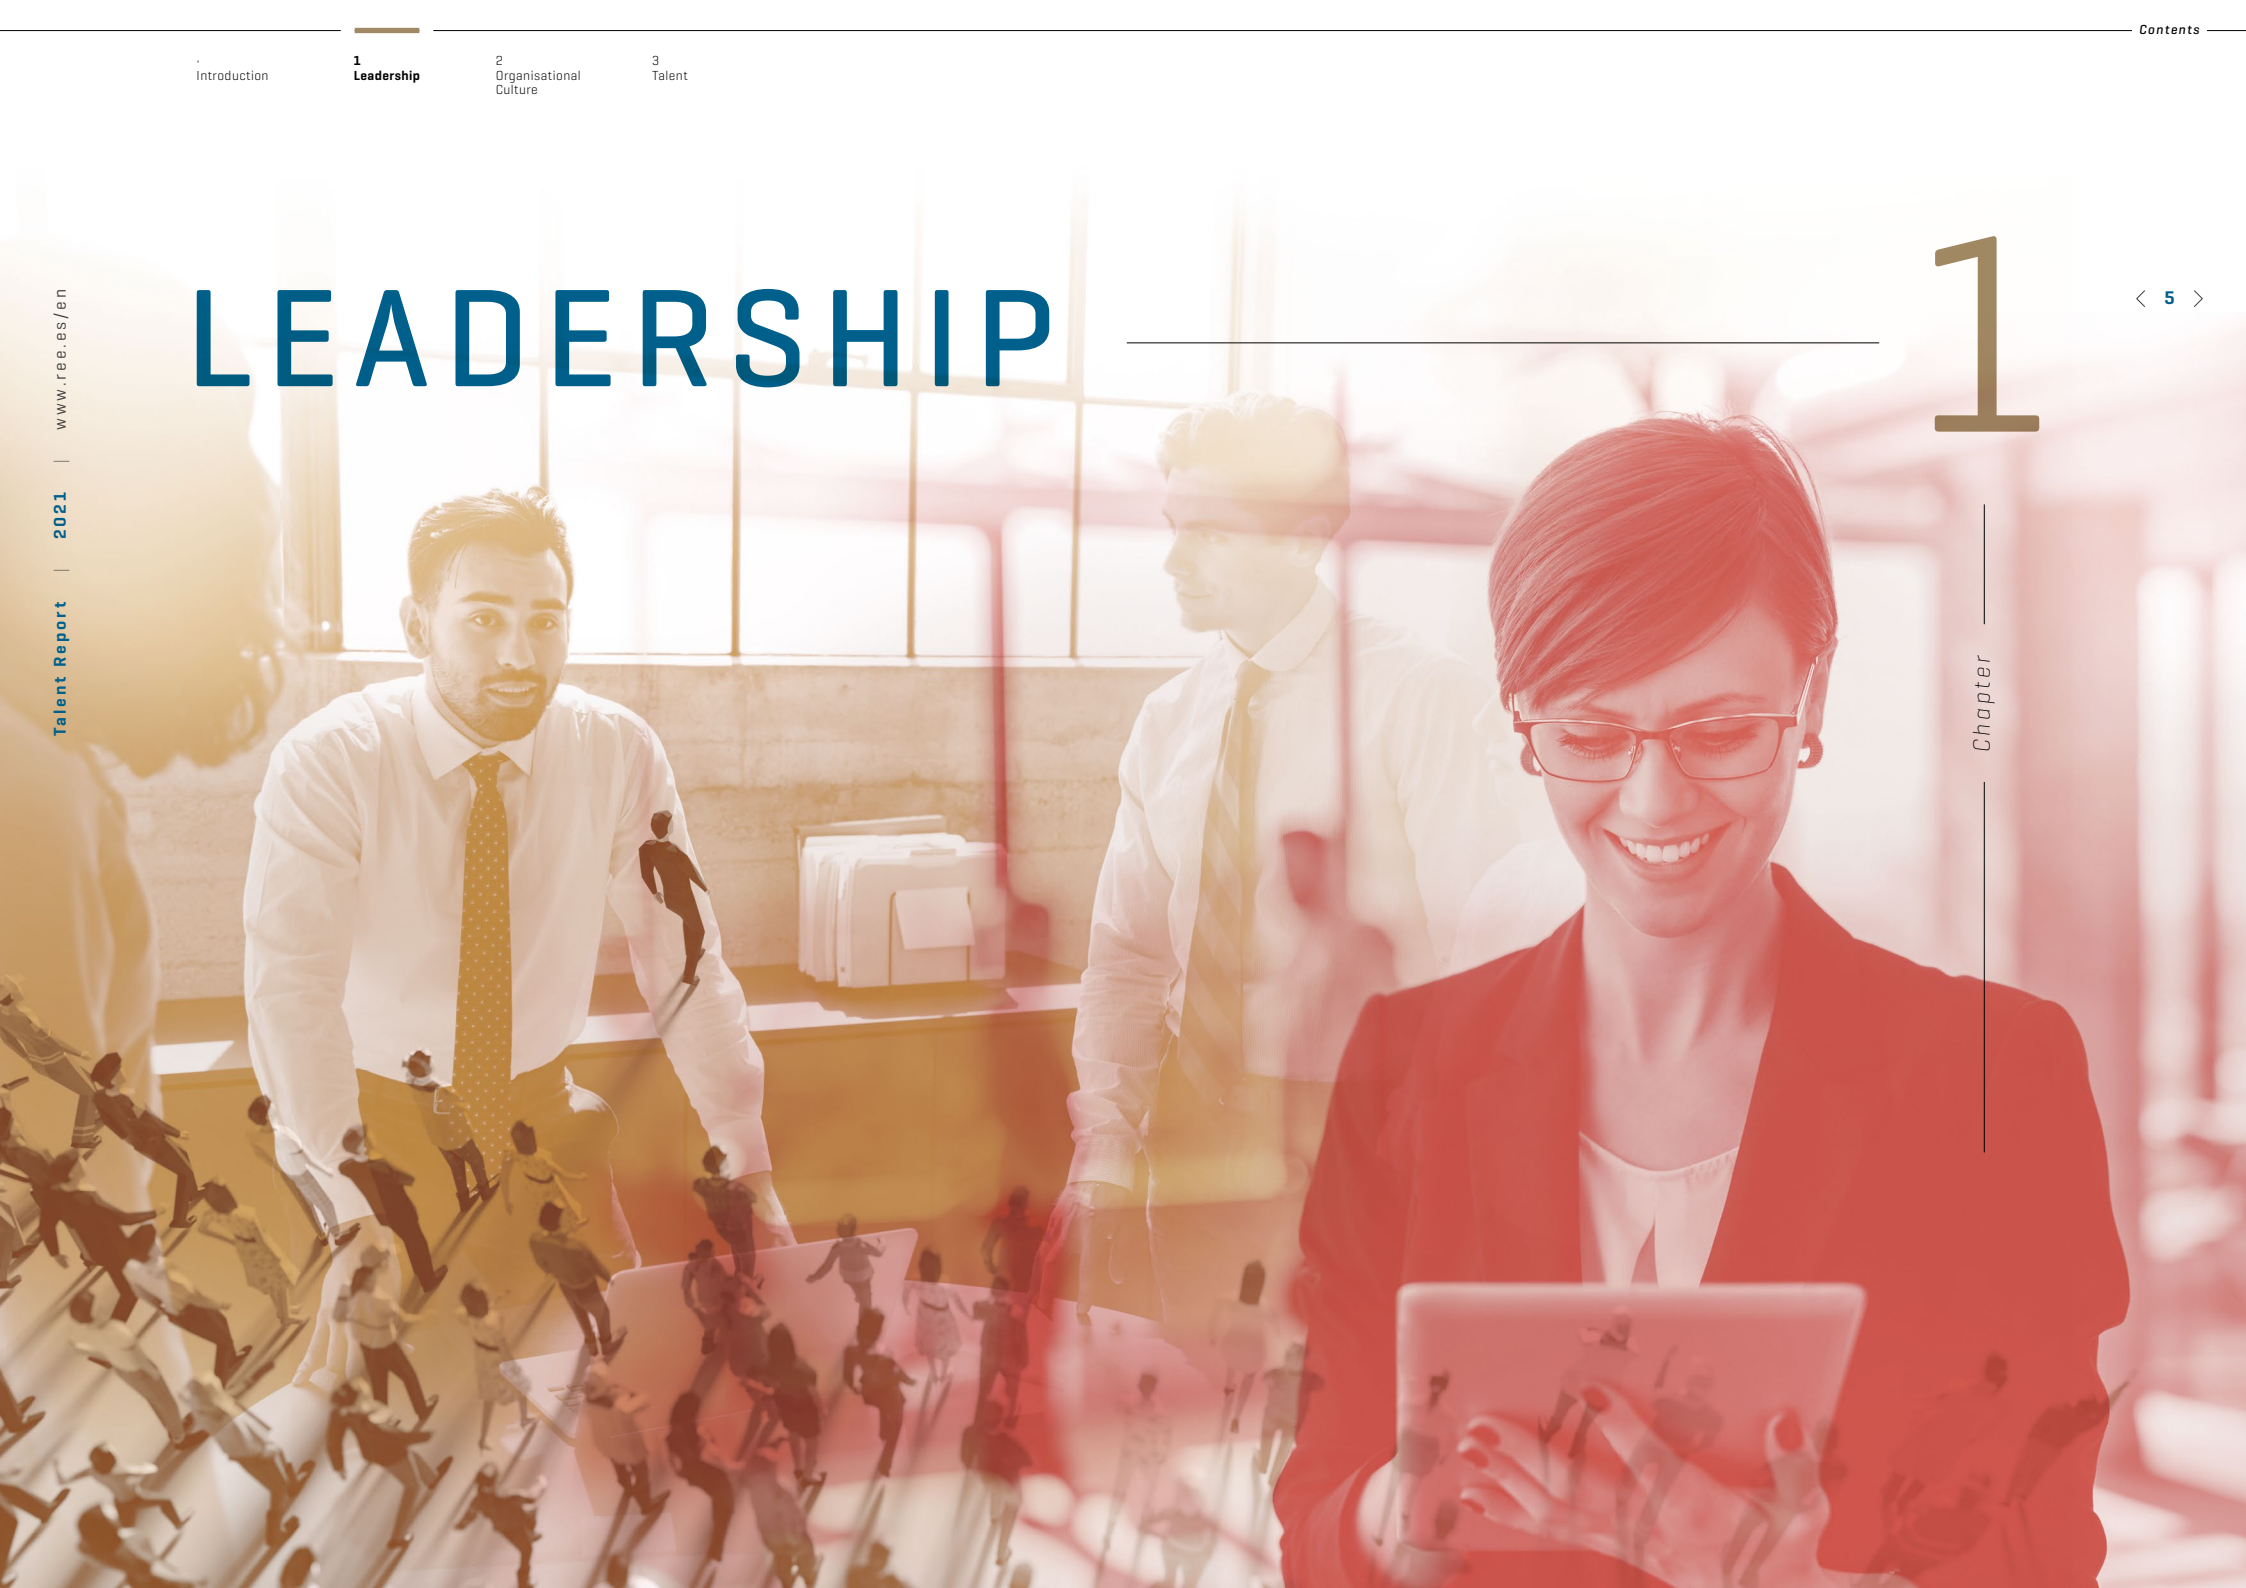 Contents
·
Introduction
1
Leadership
2
Organisational
Culture
3
Talent
LEADERSHIP
1
Chapter
5
Talent Report | 2021 | www.ree.es/en